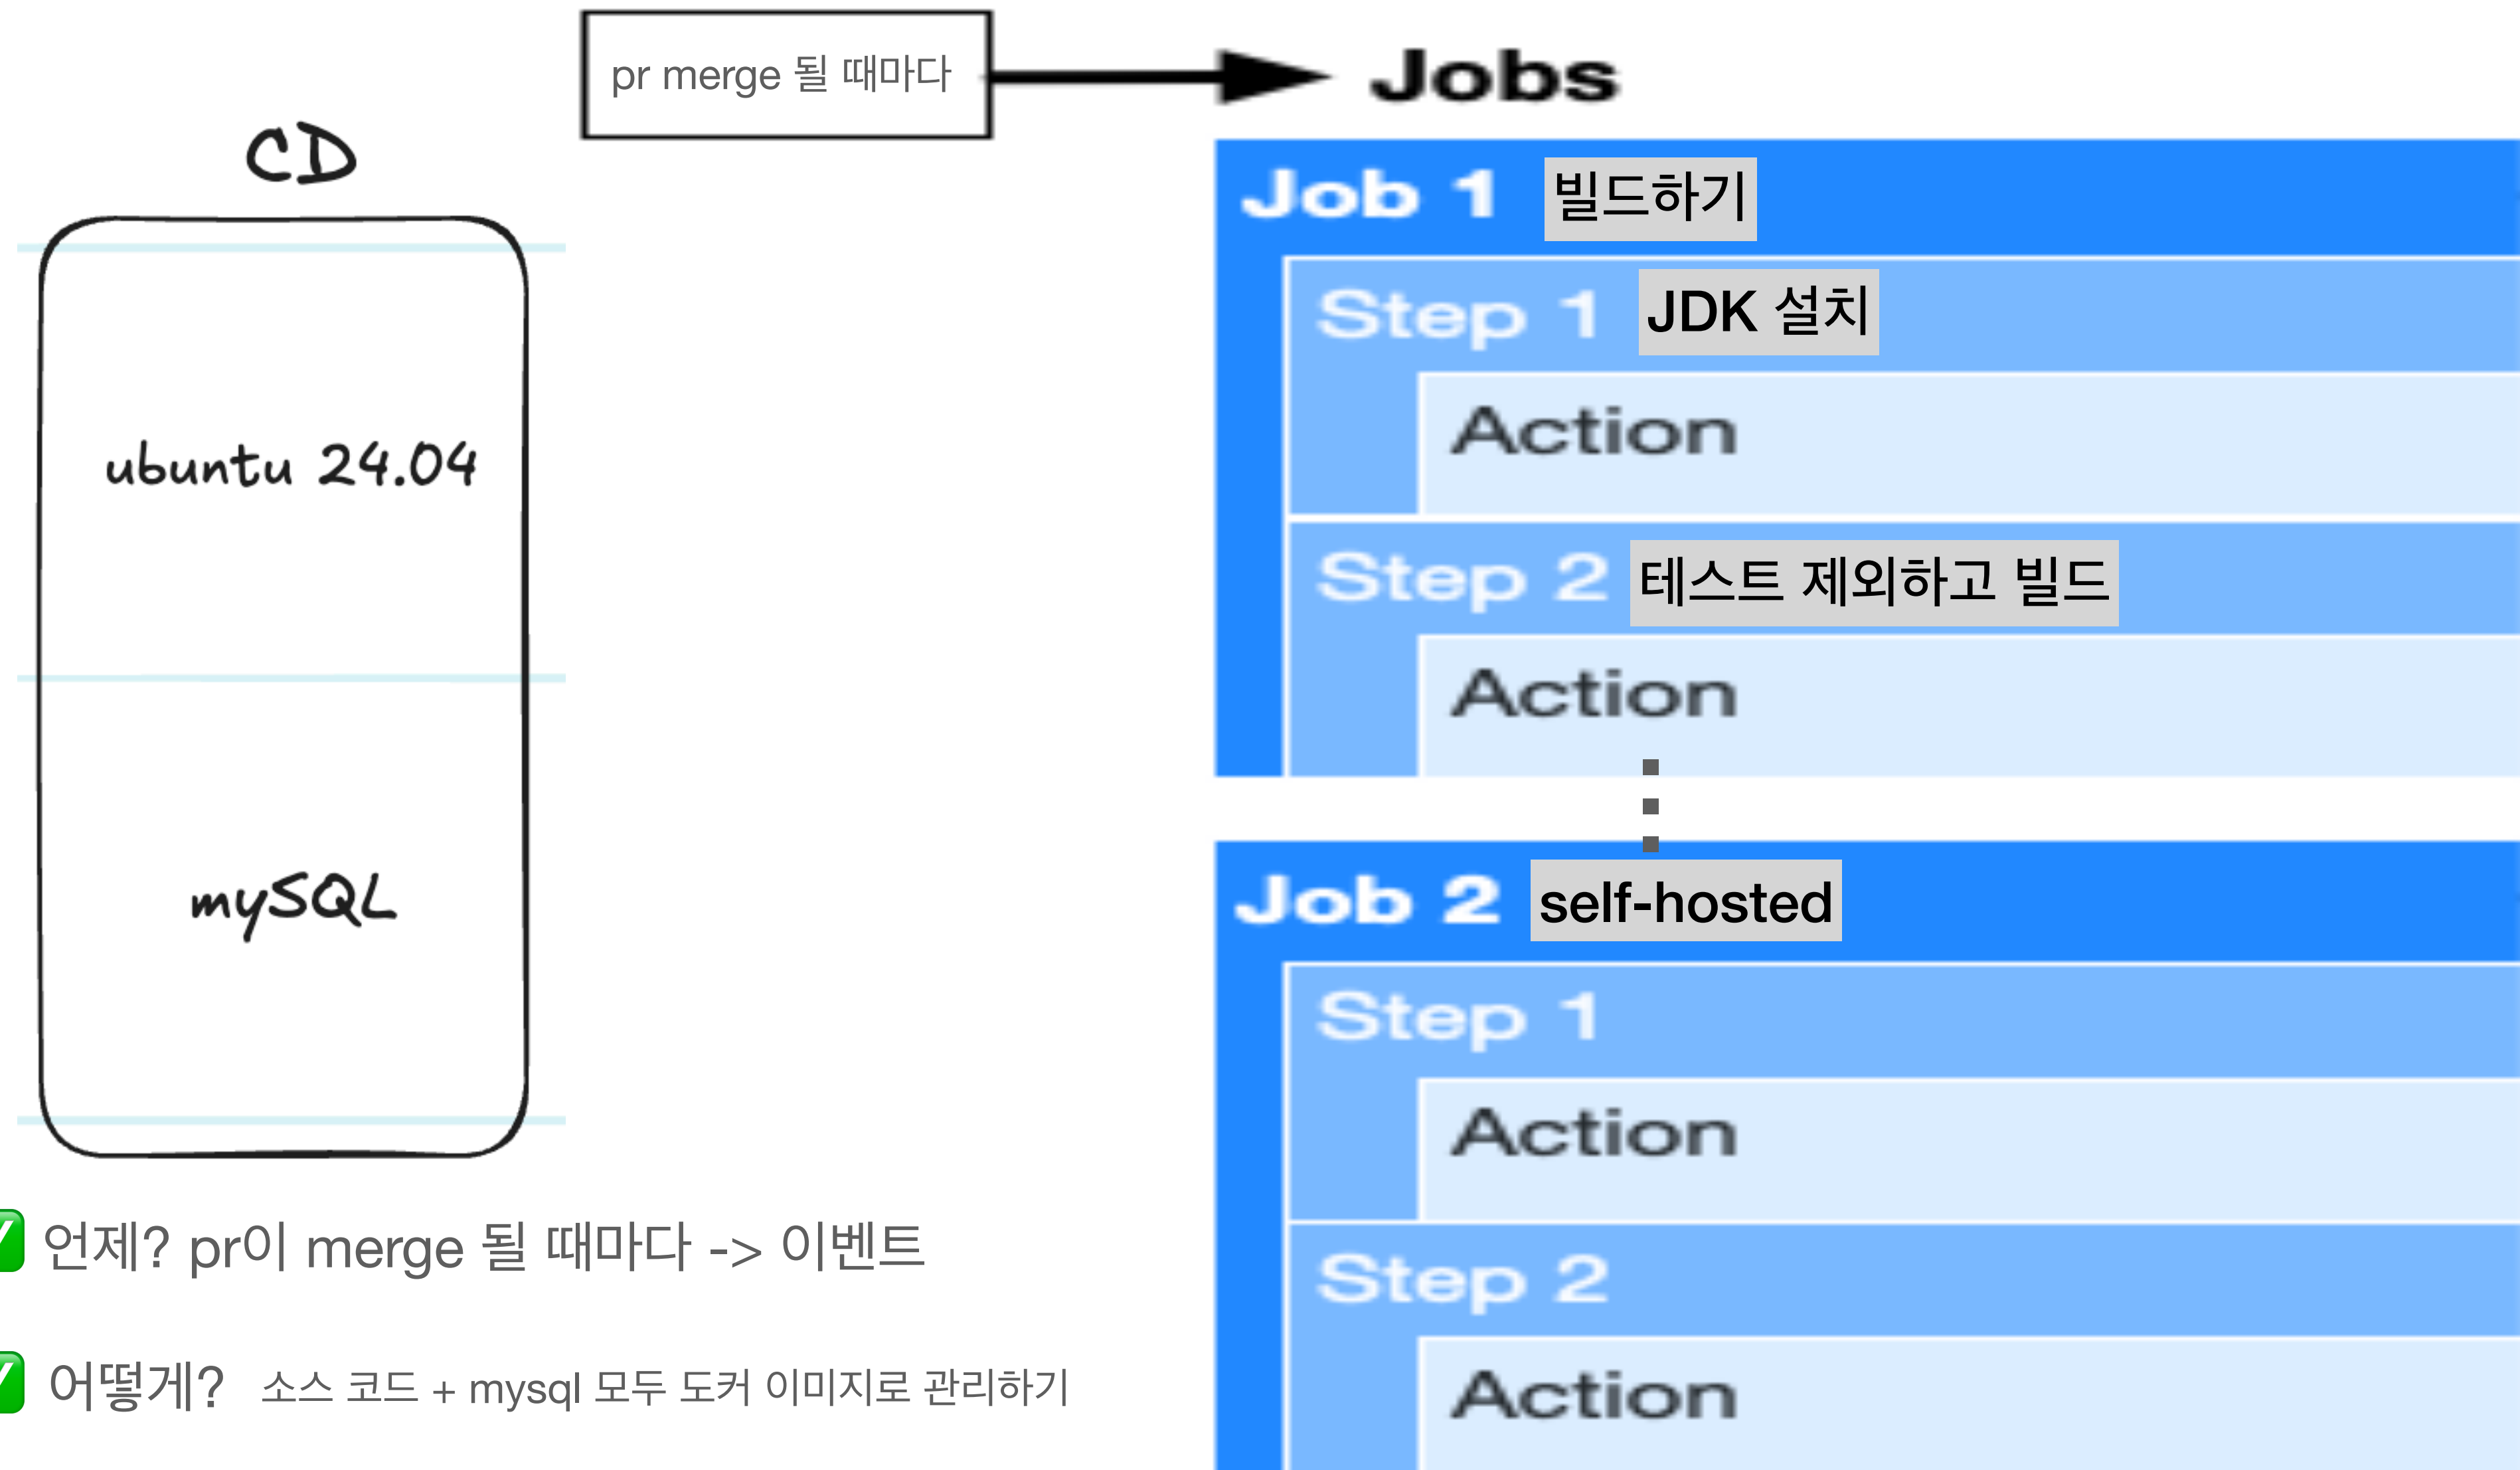 pr merge 될 때마다
Jobs
CD
ubuntu 24.04
mySQL
Job 1 빌드하기
Step 1 JDK 설치
Action
Step 2 테스트 제외하고 빌드
Action
Job 2 self-hosted
Step 1
Action
Step 2
Action
언제? pr이 merge 될 때마다 -> 이벤트
어떻게? 소스 코드 + mysql 모두 도커 이미지로 관리하기